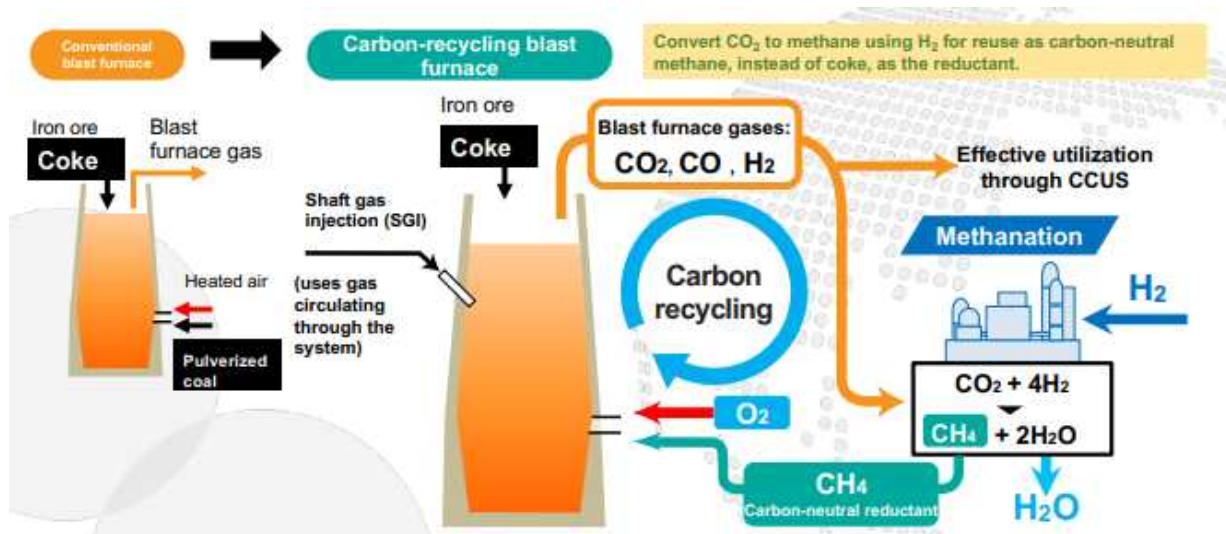 Conventional
blast furnace
Carbon-recycling blast
furnace
Convert CO₂ to methane using H₂ for reuse as carbon-neutral
methane, instead of coke, as the reductant.
Iron ore
Coke
Blast
furnace gas
Heated air
Pulverized
coal
Iron ore
Coke
Shaft gas
injection (SGI)
(uses gas
circulating
through the
system)
Blast furnace gases:
CO₂, CO , H₂
Effective utilization
through CCUS
Carbon
recycling
Methanation
H₂
CO₂ + 4H₂
CH₄ + 2H₂O
O₂
CH₄
Carbon-neutral reductant
H₂O